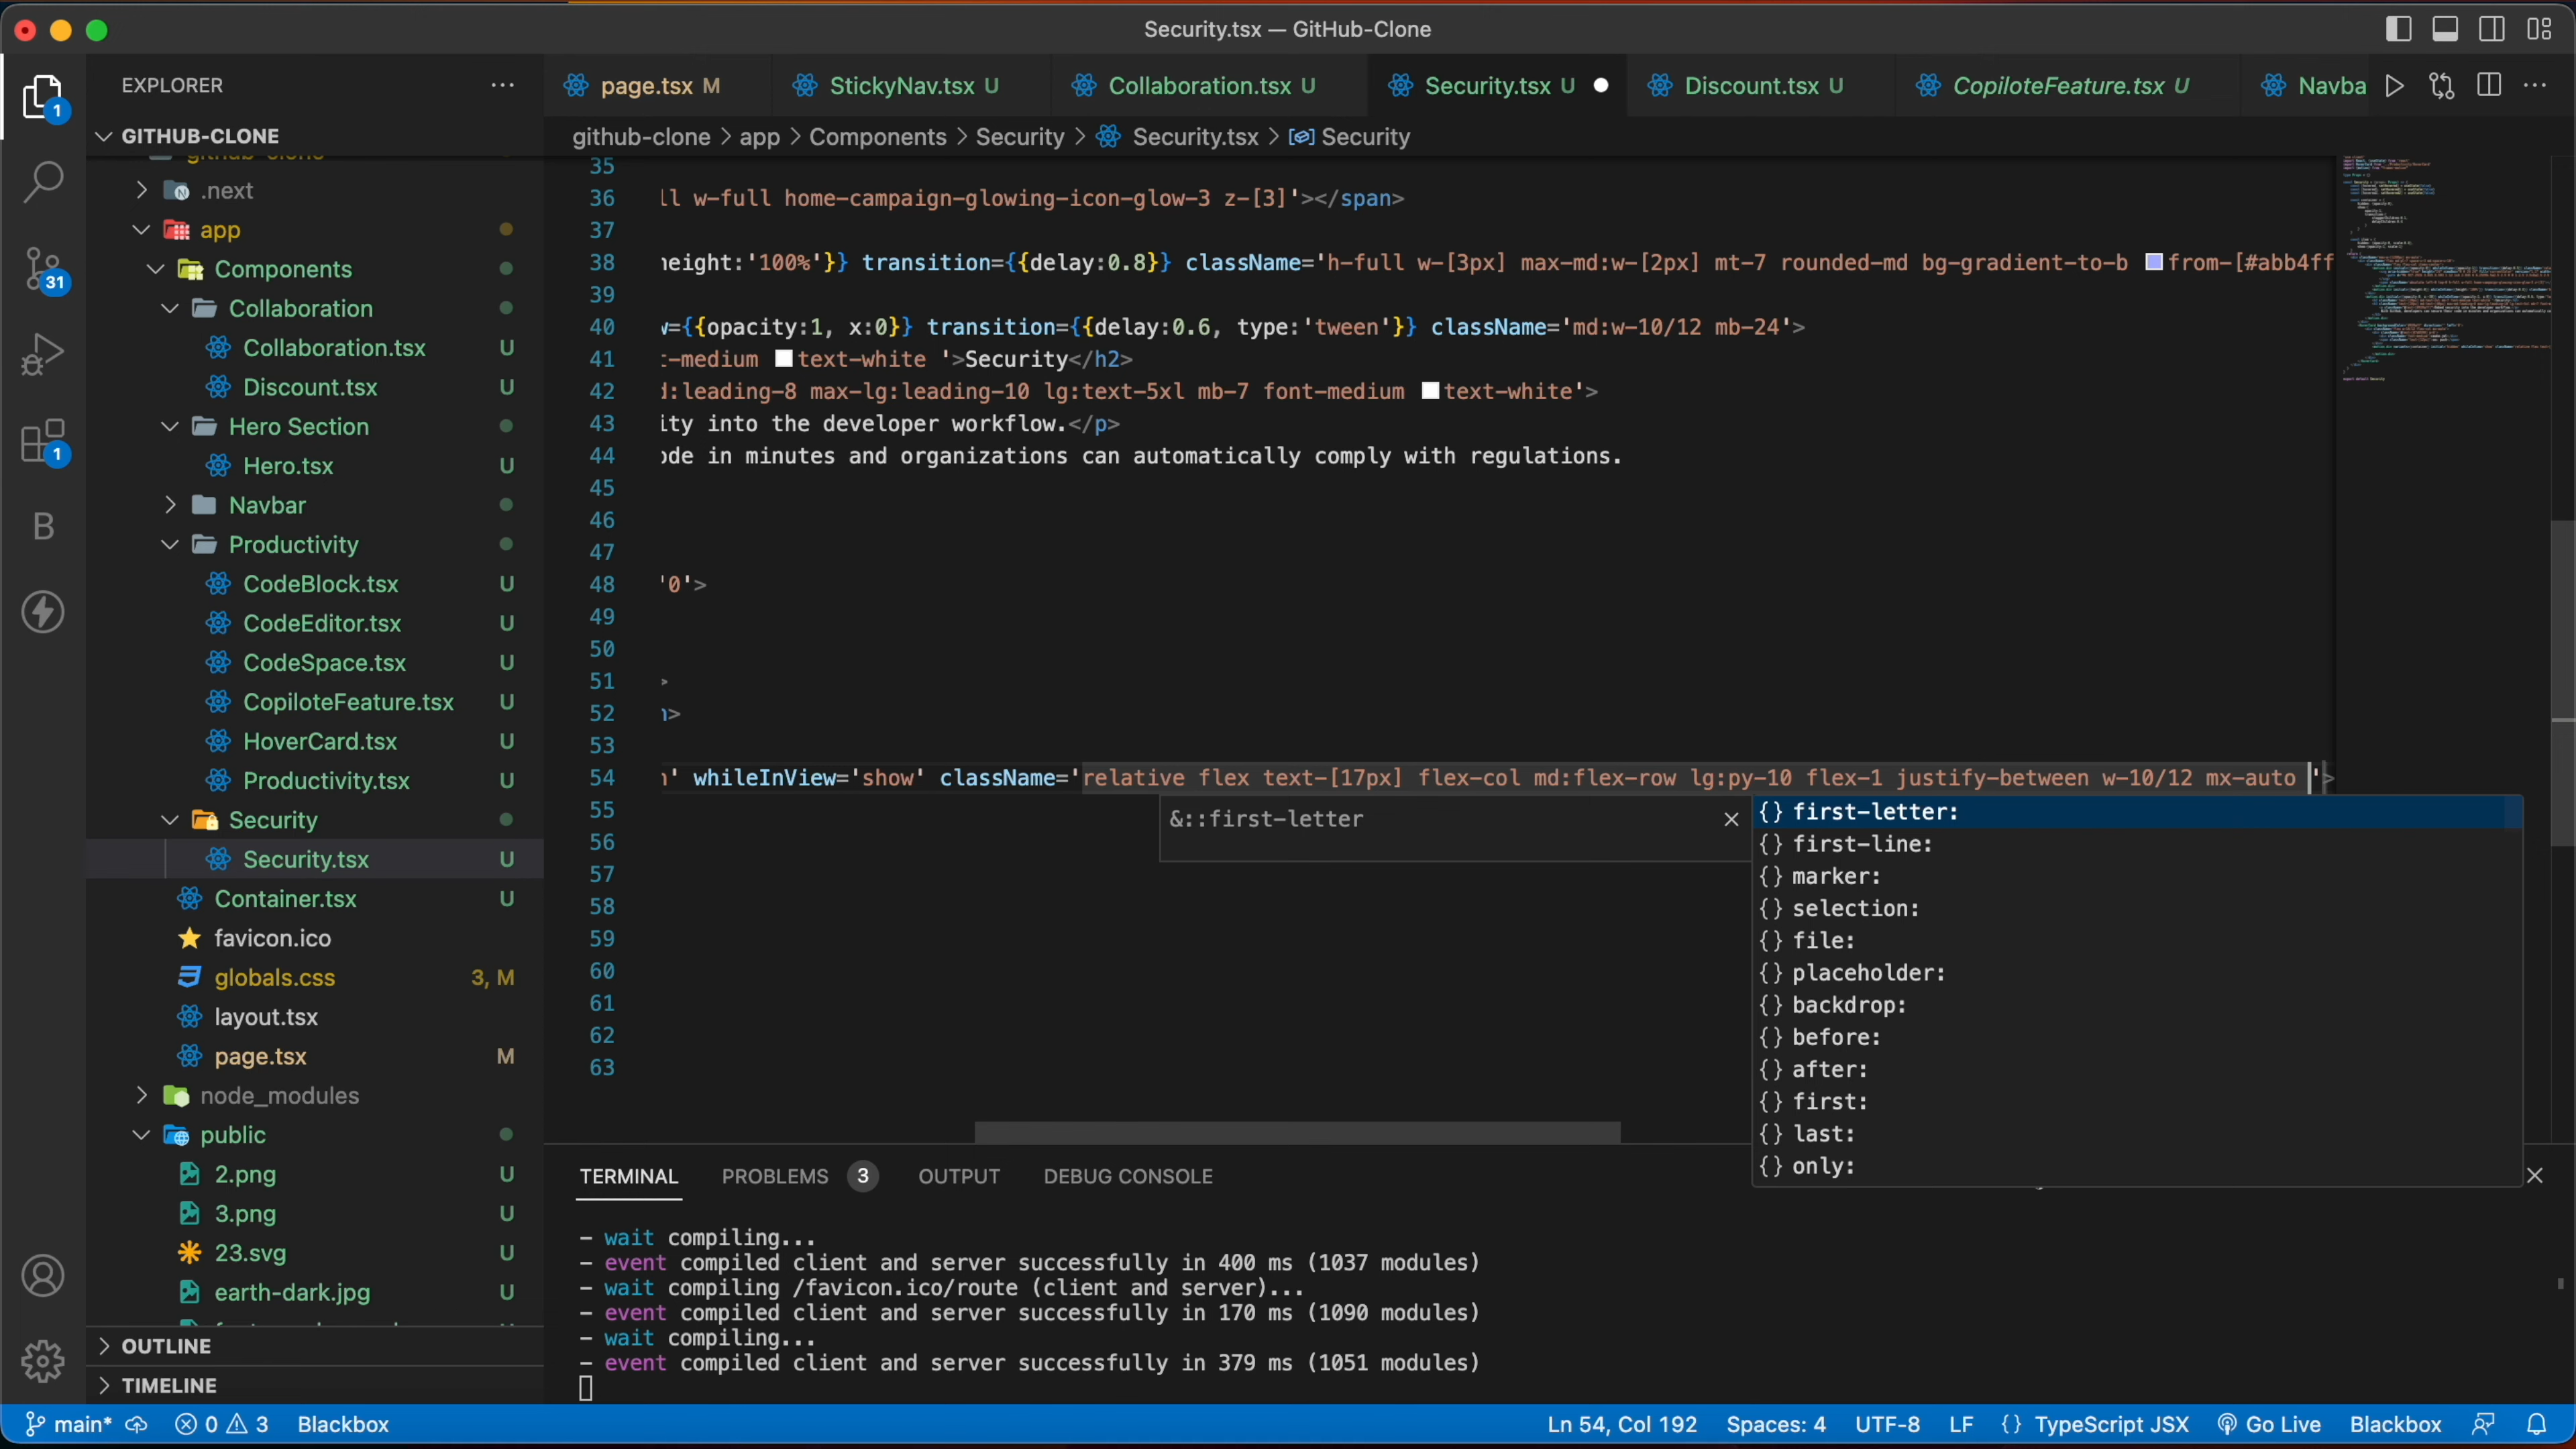 Security.tsx — GitHub-Clone
EXPLORER
GITHUB-CLONE
.next
app
Components
Collaboration
Collaboration.tsx U
Discount.tsx U
Hero Section
Hero.tsx U
Navbar
Productivity
CodeBlock.tsx U
CodeEditor.tsx U
CodeSpace.tsx U
CopiloteFeature.tsx U
HoverCard.tsx U
Productivity.tsx U
Security
Security.tsx U
Container.tsx U
favicon.ico
globals.css 3, M
layout.tsx
page.tsx M
node_modules
public
2.png U
3.png U
23.svg U
earth-dark.jpg U
OUTLINE
TIMELINE
1
31
1
B
page.tsx M
StickyNav.tsx U
Collaboration.tsx U
Security.tsx U
Discount.tsx U
CopiloteFeature.tsx U
Navba
github-clone > app > Components > Security > Security.tsx > Security
35
36 ll w-full home-campaign-glowing-icon-glow-3 z-[3]'></span>
37
38 height:'100%'}} transition={{delay:0.8}} className='h-full w-[3px] max-md:w-[2px] mt-7 rounded-md bg-gradient-to-b from-[#abb4ff
39
40 w={{opacity:1, x:0}} transition={{delay:0.6, type:'tween'}} className='md:w-10/12 mb-24'>
41 t-medium text-white '>Security</h2>
42 d:leading-8 max-lg:leading-10 lg:text-5xl mb-7 font-medium text-white'>
43 ity into the developer workflow.</p>
44 ode in minutes and organizations can automatically comply with regulations.
45
46
47
48 '0'>
49
50
51 >
52 n>
53
54 n' whileInView='show' className='relative flex text-[17px] flex-col md:flex-row lg:py-10 flex-1 justify-between w-10/12 mx-auto '>
55
56
57
58
59
60
61
62
63
&::first-letter
{} first-letter:
{} first-line:
{} marker:
{} selection:
{} file:
{} placeholder:
{} backdrop:
{} before:
{} after:
{} first:
{} last:
{} only:
TERMINAL PROBLEMS 3 OUTPUT DEBUG CONSOLE
- wait compiling...
- event compiled client and server successfully in 400 ms (1037 modules)
- wait compiling /favicon.ico/route (client and server)...
- event compiled client and server successfully in 170 ms (1090 modules)
- wait compiling...
- event compiled client and server successfully in 379 ms (1051 modules)
main* 0 3 Blackbox Ln 54, Col 192 Spaces: 4 UTF-8 LF {} TypeScript JSX Go Live Blackbox